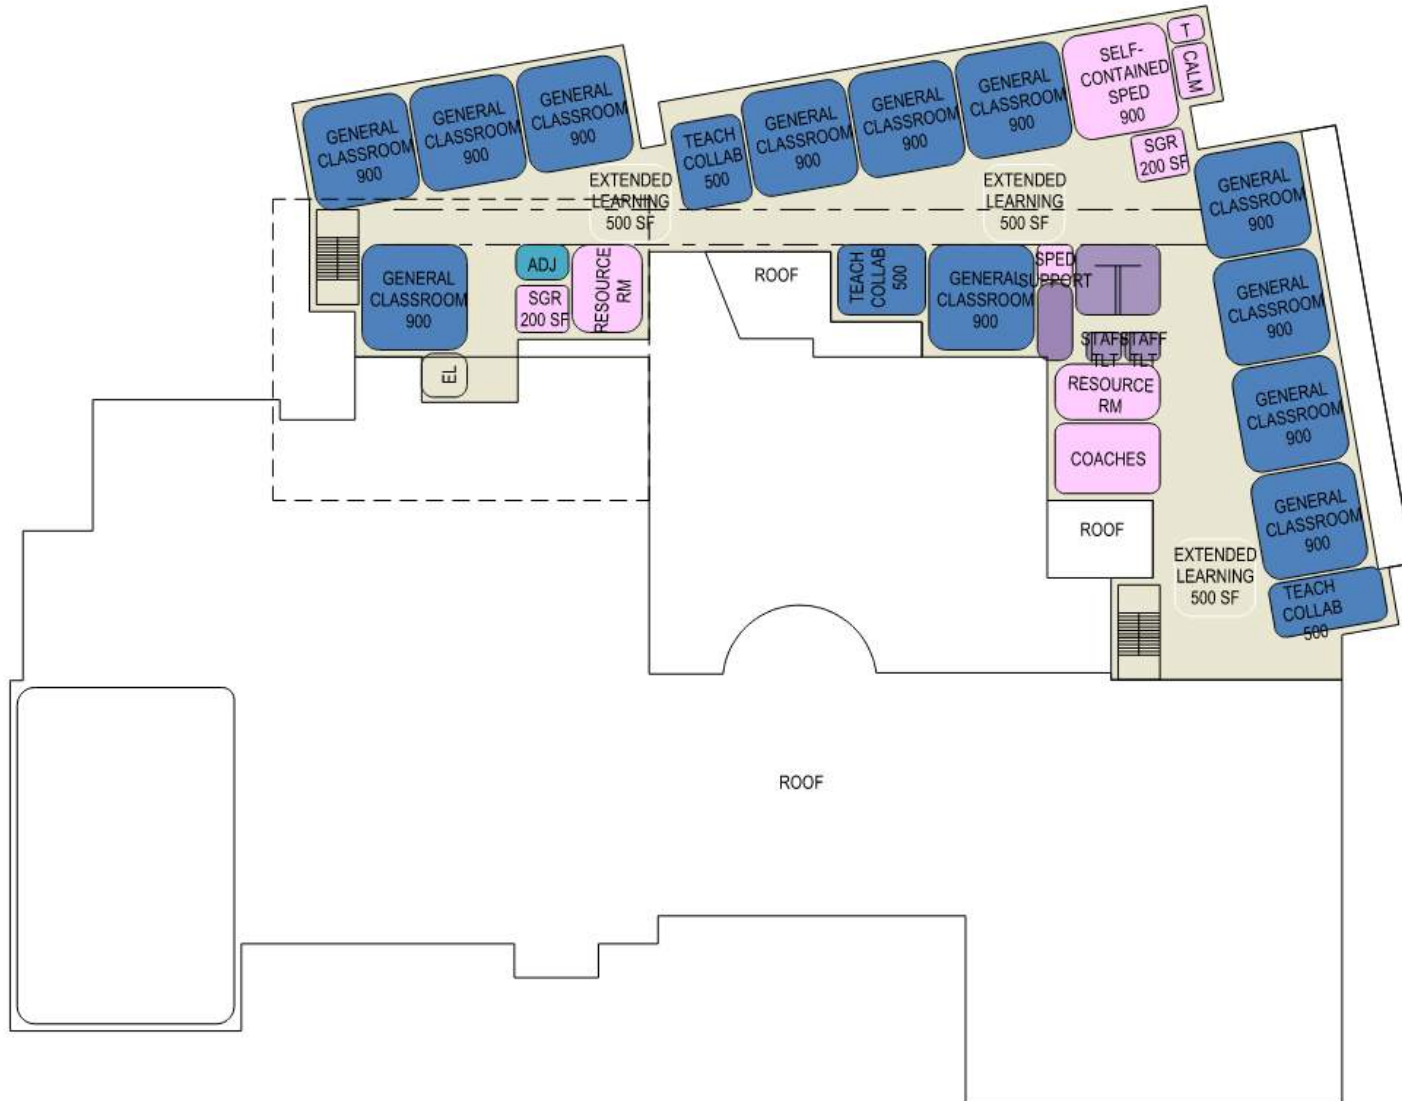 GENERAL
CLASSROOM
900
GENERAL
CLASSROOM
900
GENERAL
CLASSROOM
900
TEACH
COLLAB
500
GENERAL
CLASSROOM
900
GENERAL
CLASSROOM
900
GENERAL
CLASSROOM
900
SELF-
CONTAINED
SPED
900
T
CALM
SGR
200 SF
EXTENDED
LEARNING
500 SF
EXTENDED
LEARNING
500 SF
GENERAL
CLASSROOM
900
GENERAL
CLASSROOM
900
ADJ
SGR
200 SF
RESOURCE
RM
EL
ROOF
TEACH
COLLAB
500
GENERAL
CLASSROOM
900
SPED
SUPPORT
STAFF
TLT
STAFF
TLT
RESOURCE
RM
COACHES
ROOF
GENERAL
CLASSROOM
900
GENERAL
CLASSROOM
900
GENERAL
CLASSROOM
900
EXTENDED
LEARNING
500 SF
TEACH
COLLAB
500
ROOF